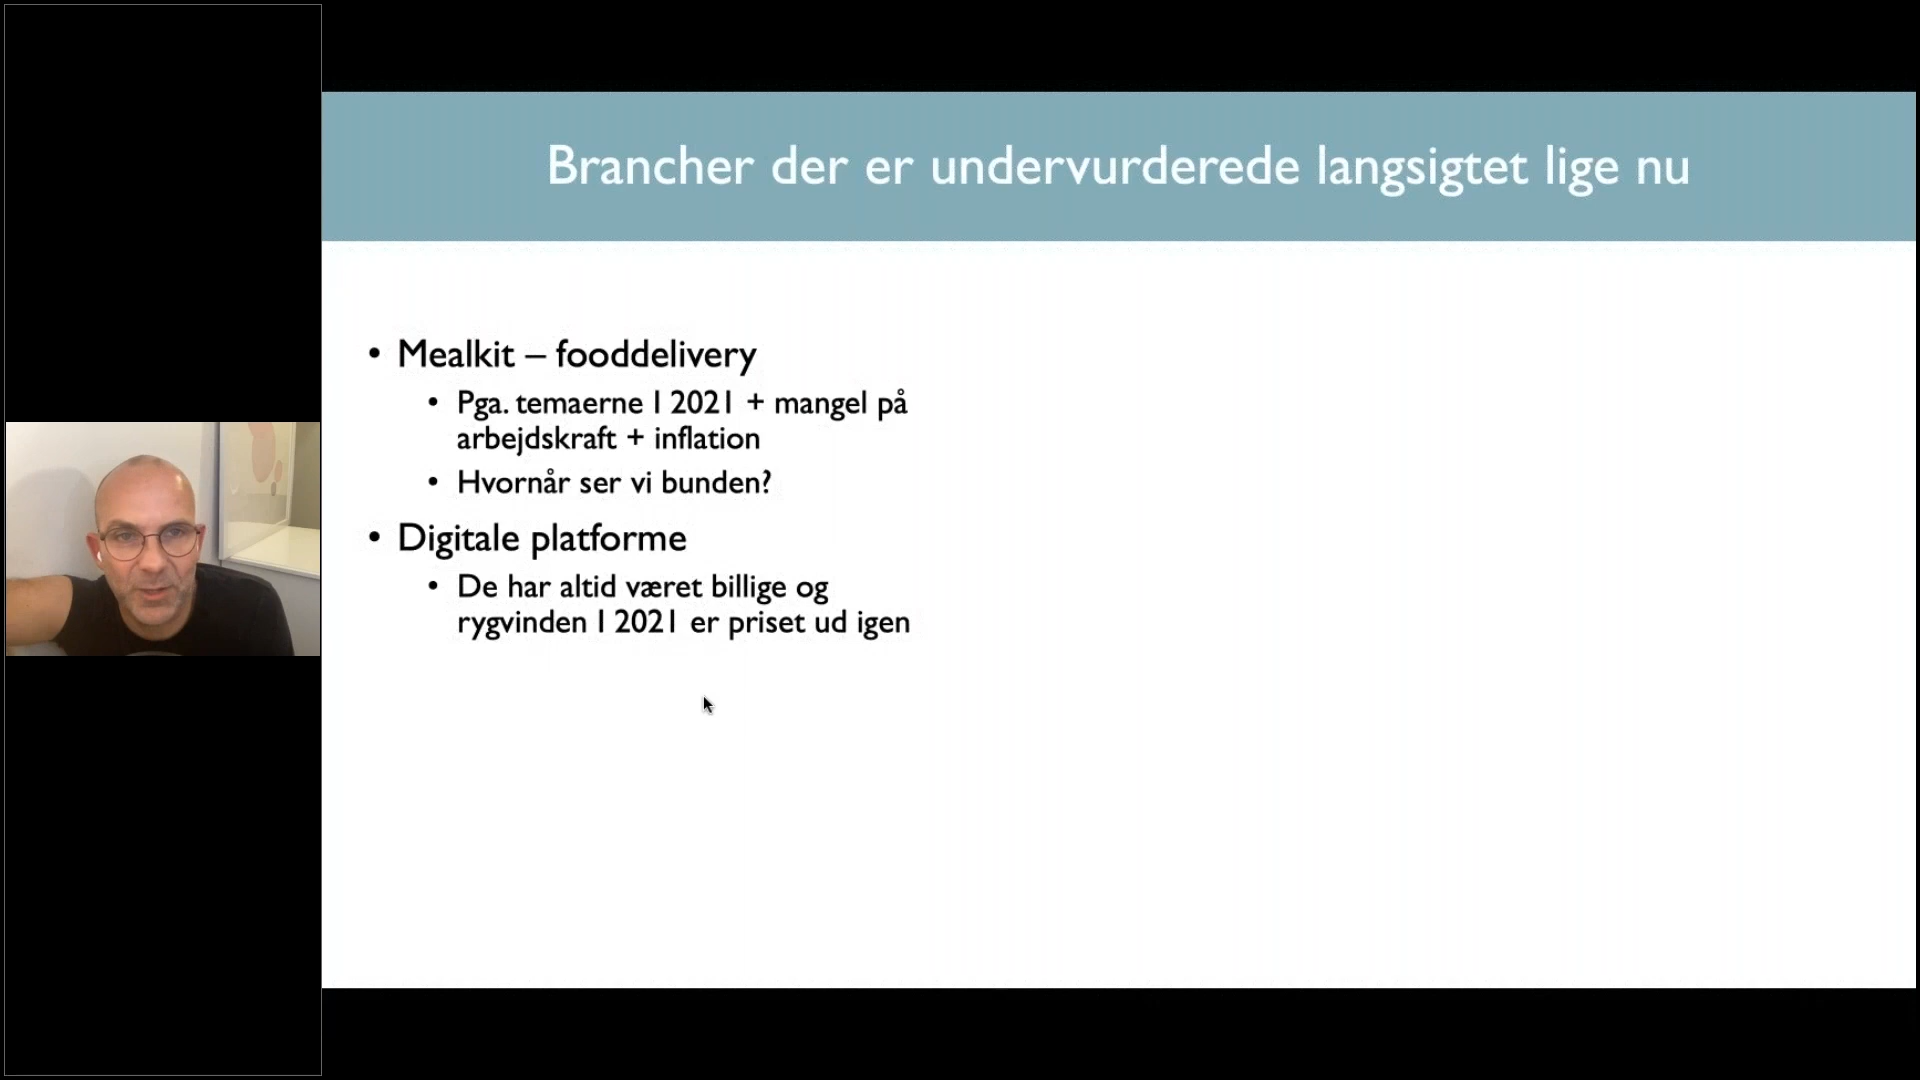 Brancher der er undervurderede langsigtet lige nu
• Mealkit – fooddelivery
• Pga. temaerne I 2021 + mangel på
arbejdskraft + inflation
• Hvornår ser vi bunden?
• Digitale platforme
• De har altid været billige og
rygvinden I 2021 er priset ud igen